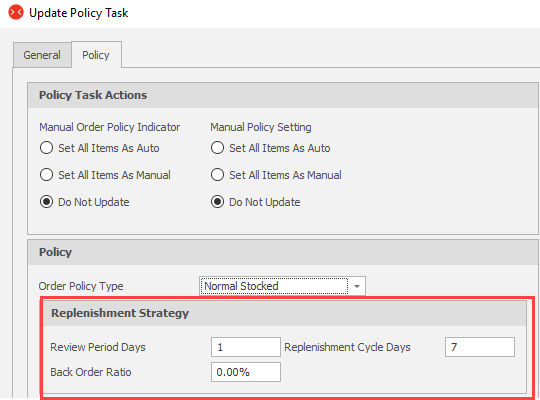 Update Policy Task
General Policy
Policy Task Actions
Manual Order Policy Indicator Manual Policy Setting
Set All Items As Auto Set All Items As Auto
Set All Items As Manual Set All Items As Manual
Do Not Update Do Not Update
Policy
Order Policy Type Normal Stocked
Replenishment Strategy
Review Period Days 1 Replenishment Cycle Days 7
Back Order Ratio 0.00%